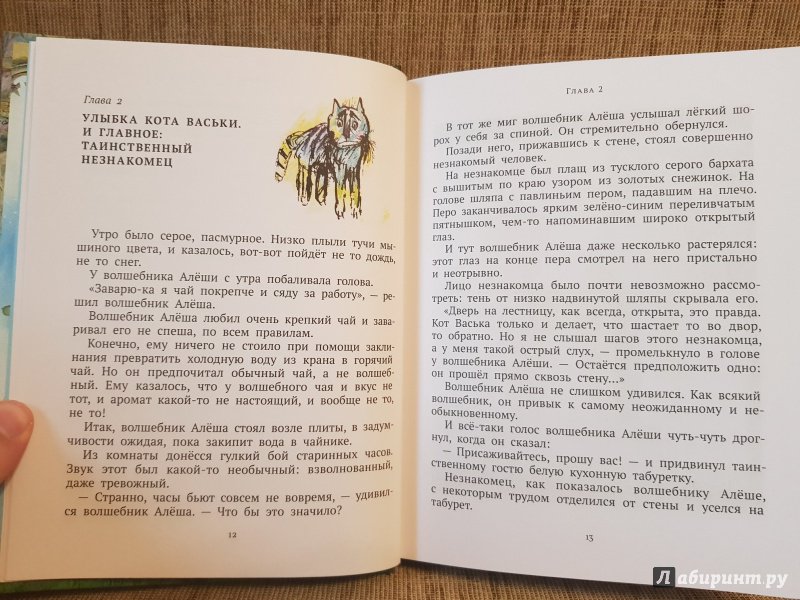 Глава 2
УЛЫБКА КОТА ВАСЬКИ.
И ГЛАВНОЕ:
ТАИНСТВЕННЫЙ
НЕЗНАКОМЕЦ
Утро было серое, пасмурное. Низко плыли тучи мы-
шиного цвета, и казалось, вот-вот пойдёт не то дождь,
не то снег.
У волшебника Алёши с утра побаливала голова.
«Заварю-ка я чай покрепче и сяду за работу», — ре-
шил волшебник Алёша.
Волшебник Алёша любил очень крепкий чай и зава-
ривал его не спеша, по всем правилам.
Конечно, ему ничего не стоило при помощи закли-
нания превратить холодную воду из крана в горячий
чай. Но он предпочитал обычный чай, а не волшеб-
ный. Ему казалось, что у волшебного чая и вкус не
тот, и аромат какой-то не настоящий, и вообще не то,
не то!
Итак, волшебник Алёша стоял возле плиты, в задум-
чивости ожидая, пока закипит вода в чайнике.
Из комнаты донёсся гулкий бой старинных часов.
Звук этот был какой-то необычный: взволнованный,
даже тревожный.
— Странно, часы бьют совсем не вовремя, — удивил-
ся волшебник Алёша. — Что бы это значило?
12
Глава 2
В тот же миг волшебник Алёша услышал лёгкий шо-
рох у себя за спиной. Он стремительно обернулся.
Позади него, прижавшись к стене, стоял совершенно
незнакомый человек.
На незнакомце был плащ из тусклого серого бархата
с вышитым по краю узором из золотых снежинок. На
голове шляпа с павлиньим пером, падавшим на плечо.
Перо заканчивалось ярким зелёно-синим переливчатым
пятнышком, чем-то напоминавшим широко открытый
глаз.
И тут волшебник Алёша даже несколько растерялся:
этот глаз на конце пера смотрел на него пристально
и неотрывно.
Лицо незнакомца было почти невозможно рассмо-
треть: тень от низко надвинутой шляпы скрывала его.
«Дверь на лестницу, как всегда, открыта, это правда.
Кот Васька только и делает, что шастает то во двор,
то обратно. Но я не слышал шагов этого незнакомца,
а у меня такой острый слух, — промелькнуло в голове
у волшебника Алёши. — Остаётся предположить одно:
он прошёл прямо сквозь стену...»
Волшебник Алёша не слишком удивился. Как всякий
волшебник, он привык к самому неожиданному и не-
обыкновенному.
И всё-таки голос волшебника Алёши чуть-чуть дрог-
нул, когда он сказал:
— Присаживайтесь, прошу вас! — и придвинул таин-
ственному гостю белую кухонную табуретку.
Незнакомец, как показалось волшебнику Алёше,
с некоторым трудом отделился от стены и уселся на
табурет.
13
Лабиринт.ру